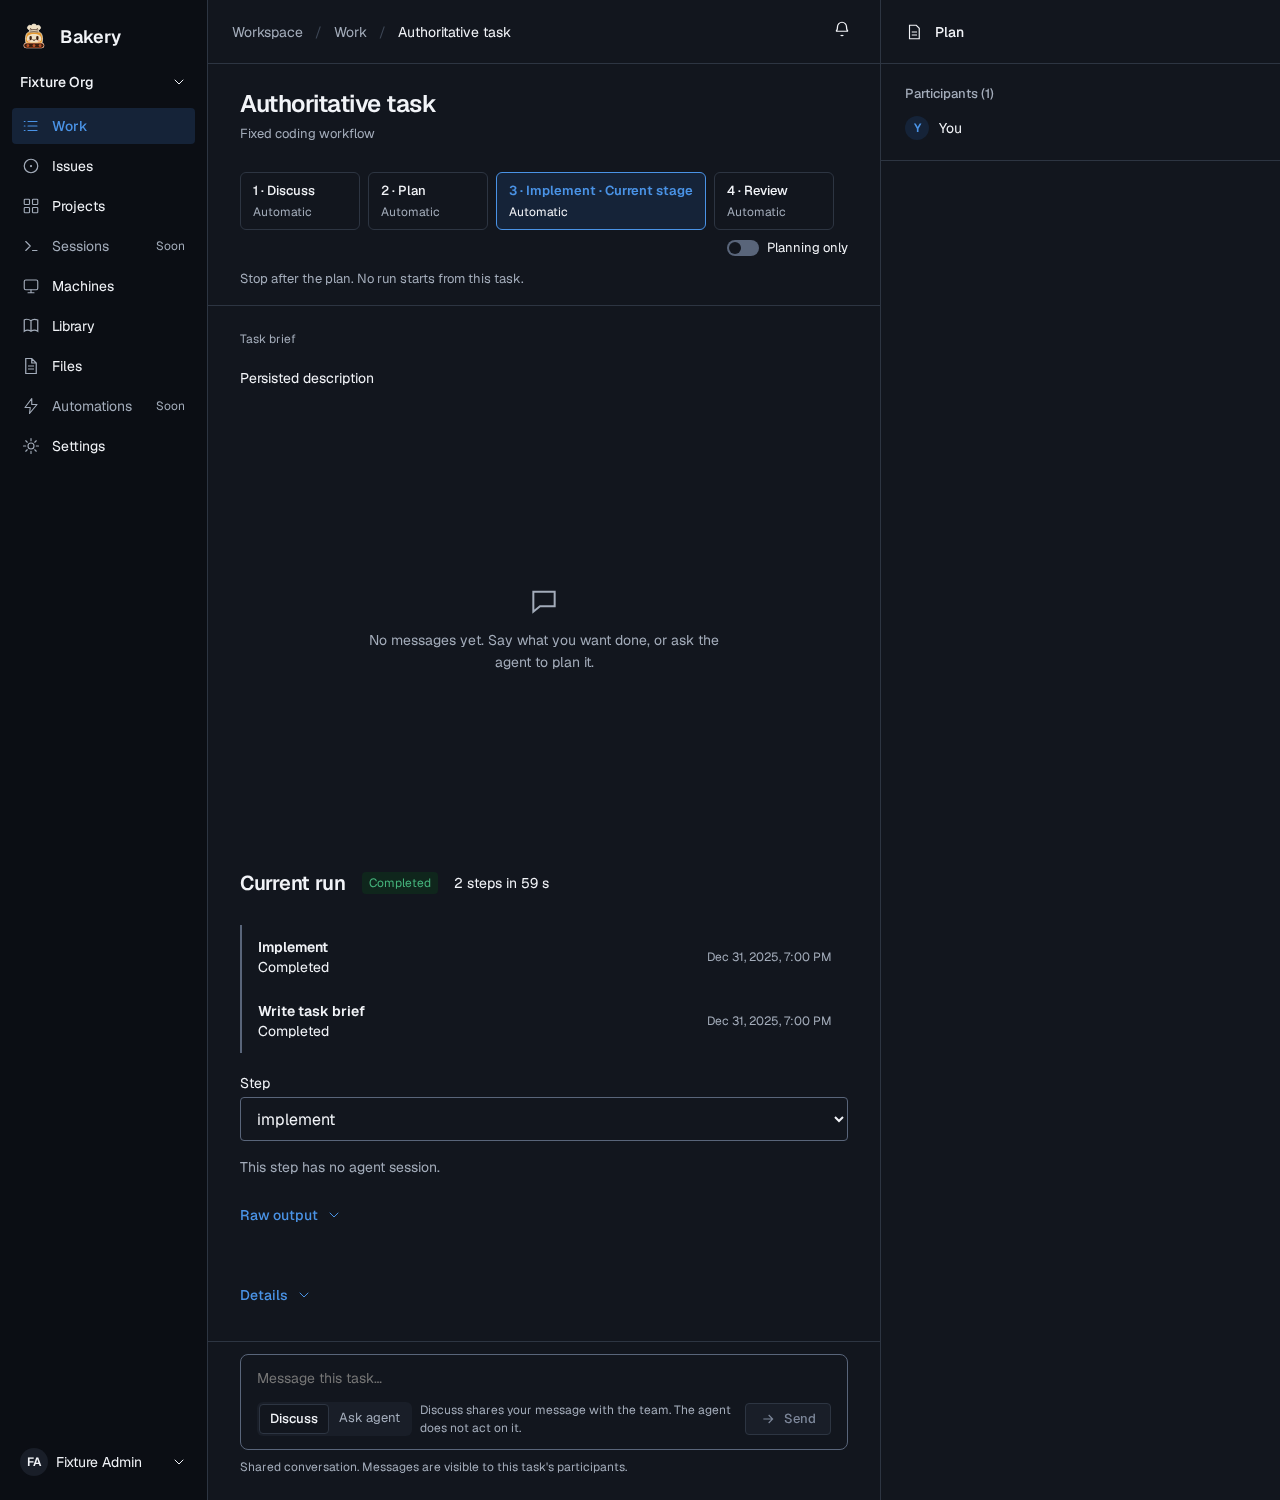 Bakery
Fixture Org
Work
Issues
Projects
Sessions Soon
Machines
Library
Files
Automations Soon
Settings
FA Fixture Admin
Workspace / Work / Authoritative task
Authoritative task
Fixed coding workflow
1 · Discuss
Automatic
2 · Plan
Automatic
3 · Implement · Current stage
Automatic
4 · Review
Automatic
Planning only
Stop after the plan. No run starts from this task.
Task brief
Persisted description
No messages yet. Say what you want done, or ask the
agent to plan it.
Current run Completed 2 steps in 59 s
Implement
Completed
Dec 31, 2025, 7:00 PM
Write task brief
Completed
Dec 31, 2025, 7:00 PM
Step
implement
This step has no agent session.
Raw output
Details
Message this task...
Discuss Ask agent
Discuss shares your message with the team. The agent
does not act on it.
Send
Shared conversation. Messages are visible to this task's participants.
Plan
Participants (1)
Y You